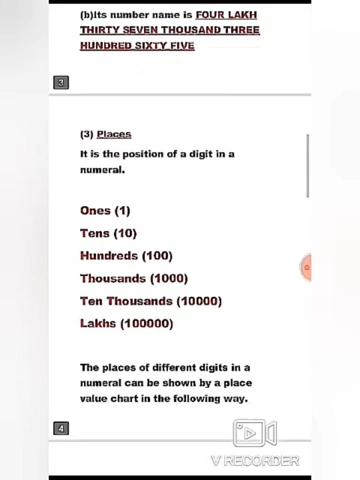 (b)Its number name is FOUR LAKH
THIRTY SEVEN THOUSAND THREE
HUNDRED SIXTY FIVE
3
(3) Places
It is the position of a digit in a
numeral.
Ones (1)
Tens (10)
Hundreds (100)
Thousands (1000)
Ten Thousands (10000)
Lakhs (100000)
The places of different digits in a
numeral can be shown by a place
value chart in the following way.
4
V RECORDER